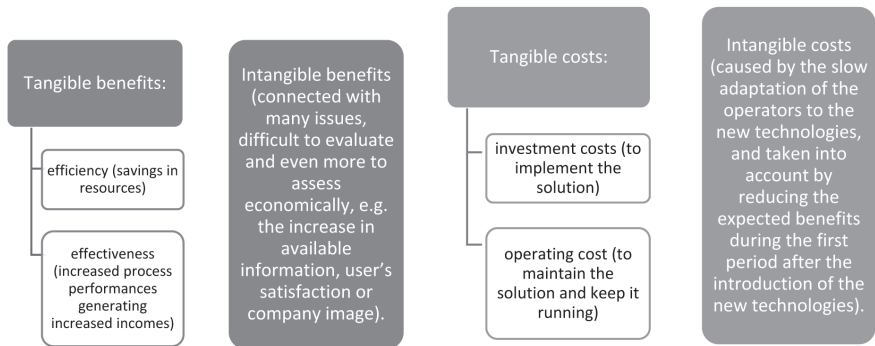 Tangible benefits:
efficiency (savings in
resources)
effectiveness
(increased process
performances
generating
increased incomes)
Intangible benefits
(connected with
many issues,
difficult to evaluate
and even more to
assess
economically, e.g.
the increase in
available
information, user's
satisfaction or
company image).
Tangible costs:
investment costs (to
implement the
solution)
operating cost (to
maintain the
solution and keep it
running)
Intangible costs
(caused by the slow
adaptation of the
operators to the
new technologies,
and taken into
account by
reducing the
expected benefits
during the first
period after the
introduction of the
new technologies).